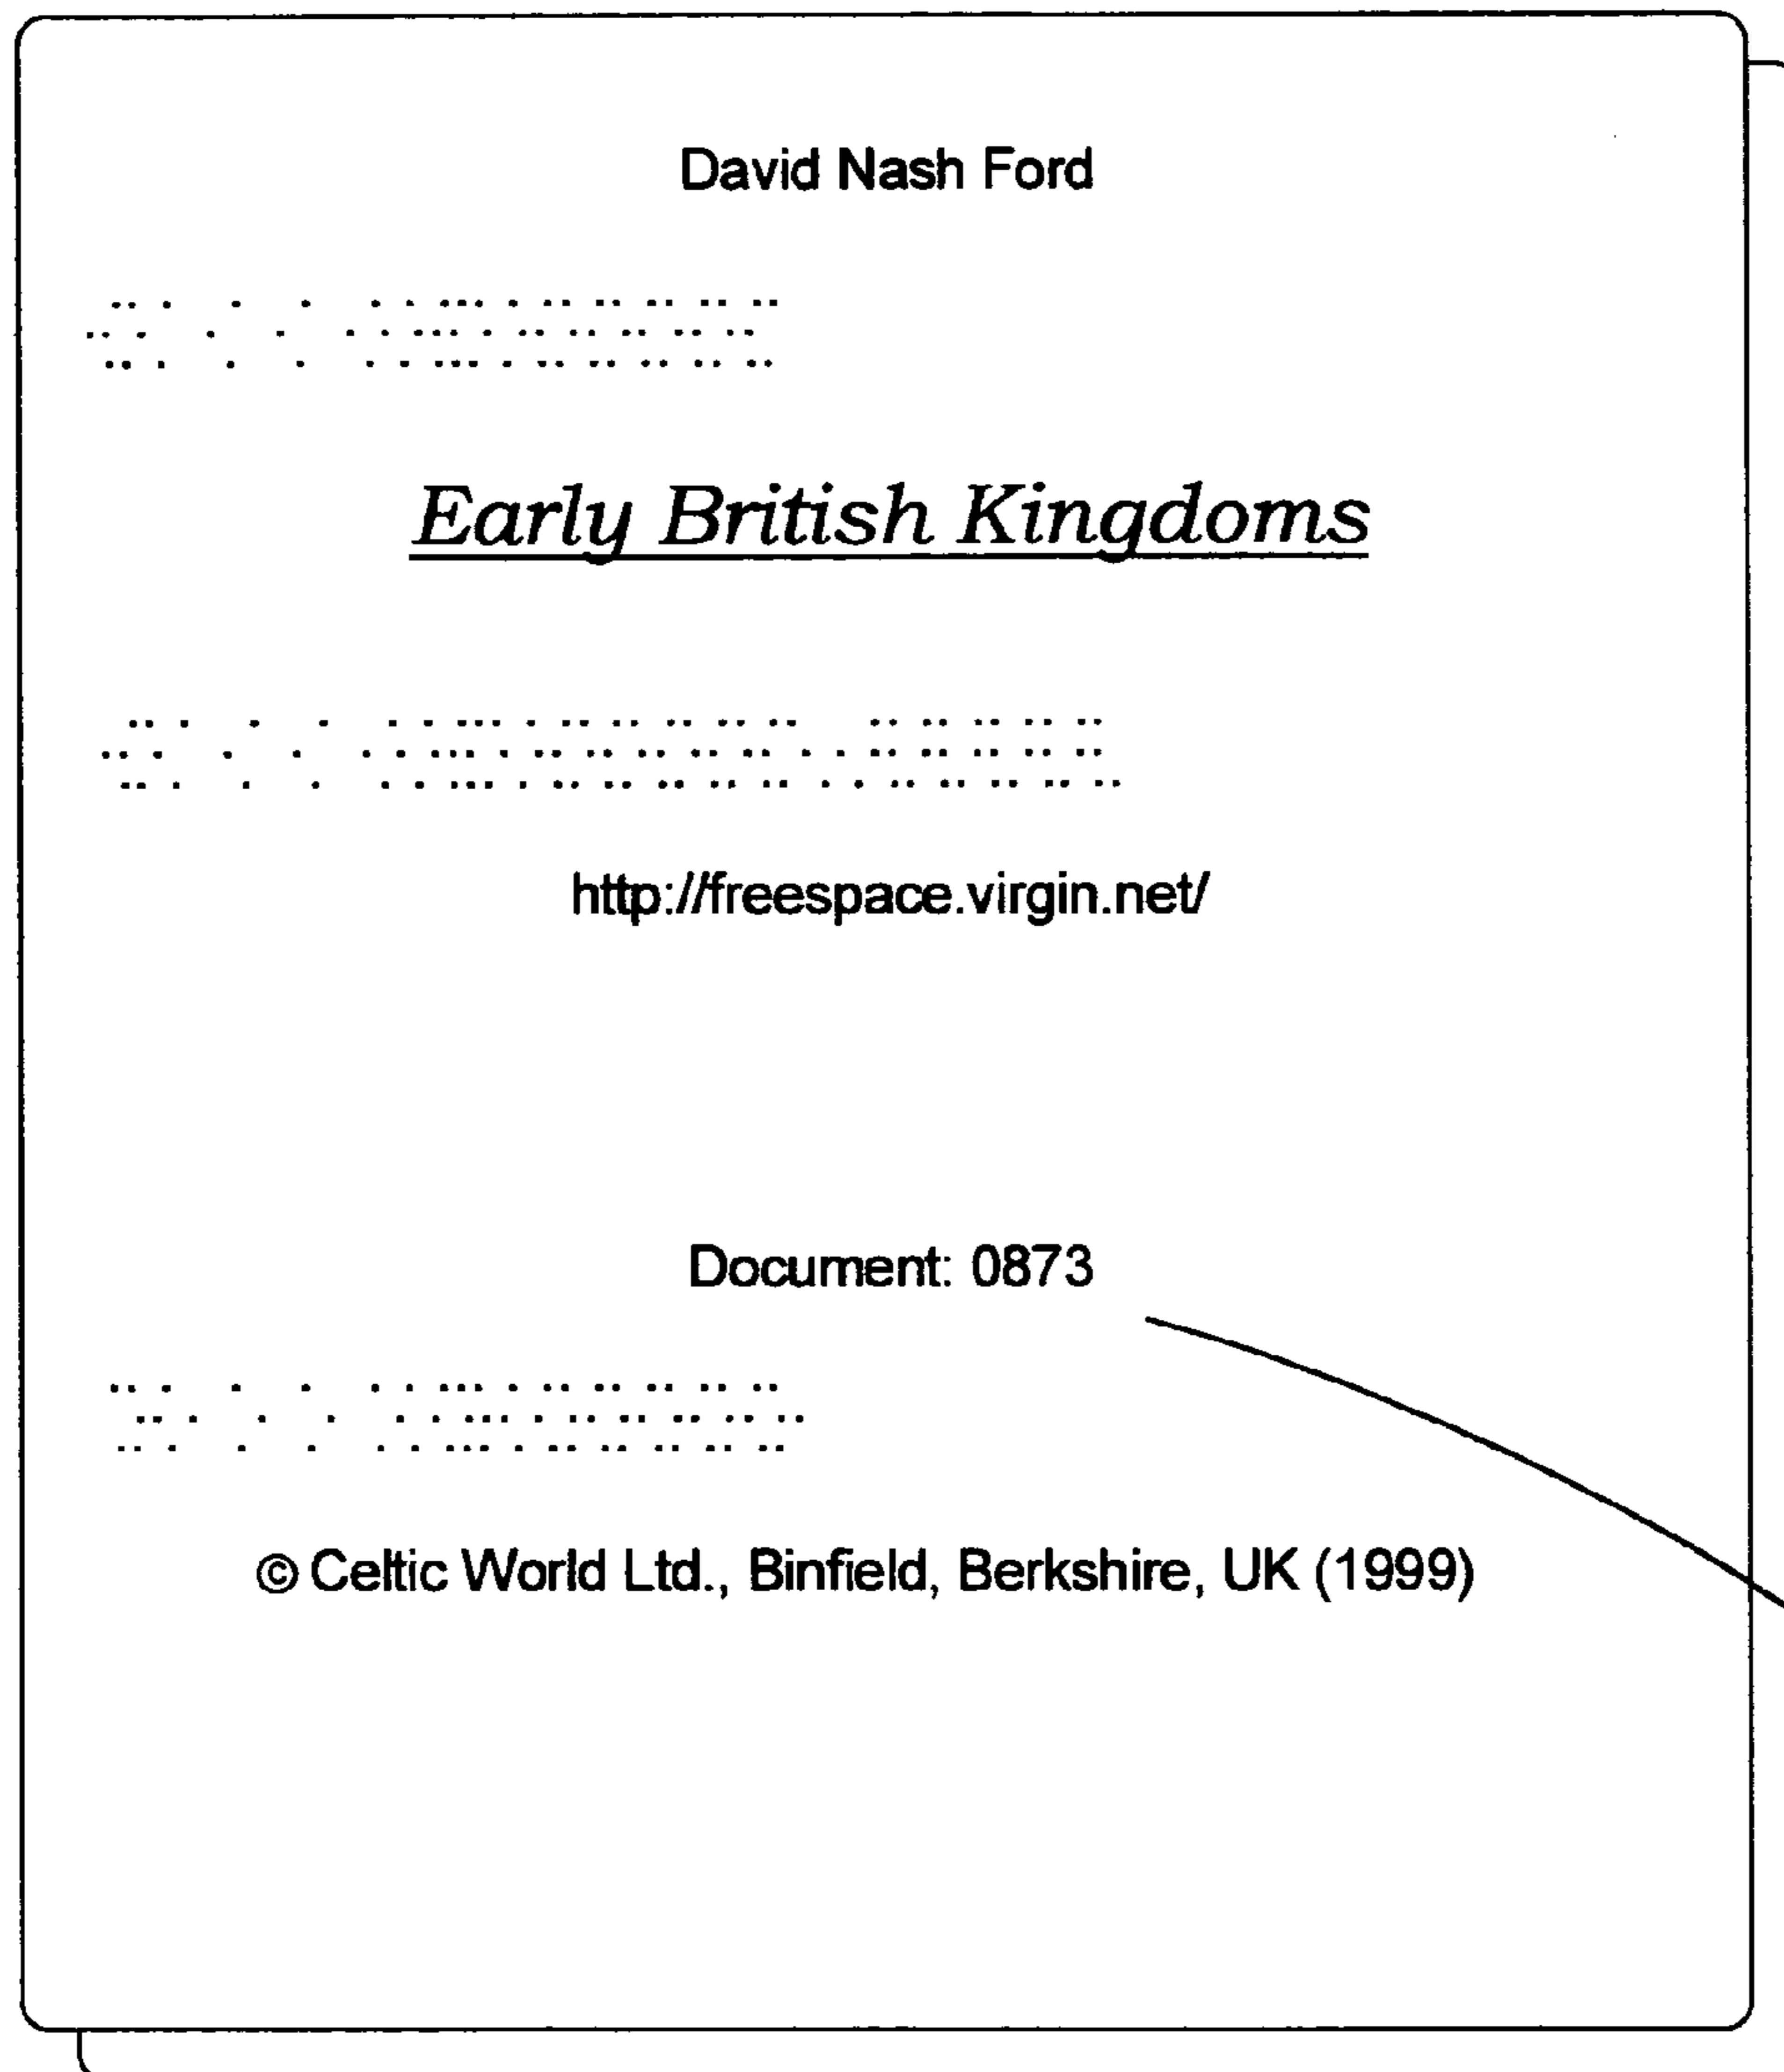 David Nash Ford
Early British Kingdoms
http://freespace.virgin.net/
Document: 0873
© Celtic World Ltd., Binfield, Berkshire, UK (1999)